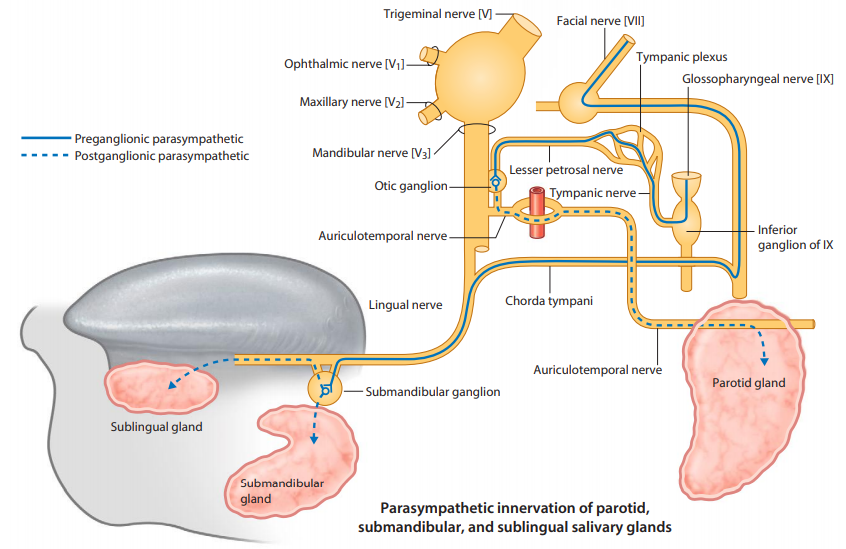 Trigeminal nerve [V]
Facial nerve [VII]
Ophthalmic nerve [V1]
Tympanic plexus
Glossopharyngeal nerve [IX]
Maxillary nerve [V2]
Preganglionic parasympathetic
Postganglionic parasympathetic
Mandibular nerve [V3]
Lesser petrosal nerve
Otic ganglion
Tympanic nerve
Auriculotemporal nerve
Inferior
ganglion of IX
Lingual nerve
Chorda tympani
Auriculotemporal nerve
Parotid gland
Submandibular ganglion
Sublingual gland
Submandibular
gland
Parasympathetic innervation of parotid,
submandibular, and sublingual salivary glands